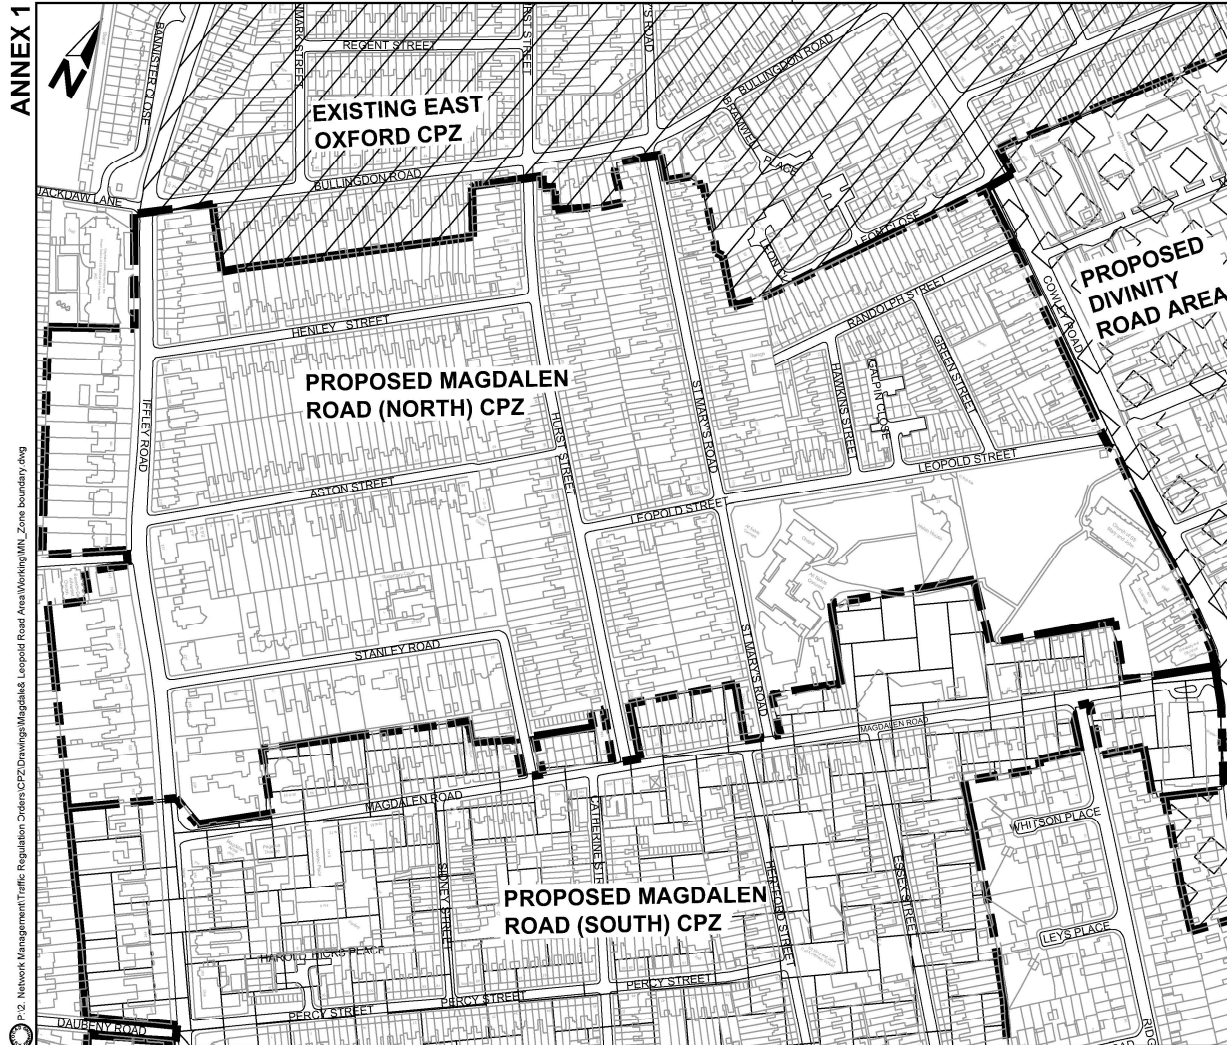 ANNEX 1
N
BANNISTER CLOSE
REGENT STREET
BULLINGDON ROAD
EXISTING EAST
OXFORD CPZ
BULLINGDON ROAD
PLACE
JACKDAW LANE
LEON CLOSE
COWLEY ROAD
PROPOSED
DIVINITY
ROAD AREA
HENLEY STREET
RANDOLPH STREET
GREEN STREET
HAWKINS STREET
GALPIN CLOSE
PROPOSED MAGDALEN
ROAD (NORTH) CPZ
IFFLEY ROAD
HURST STREET
ST MARY'S ROAD
ASTON STREET
LEOPOLD STREET
LEOPOLD STREET
STANLEY ROAD
ST MARY'S ROAD
MAGDALEN ROAD
MAGDALEN ROAD
WHITSON PLACE
SIDNEY STREET
HERTFORD STREET
ESSEX STREET
PROPOSED MAGDALEN
ROAD (SOUTH) CPZ
LEYS PLACE
HAROLD HICKS PLACE
PERCY STREET
PERCY STREET
PERCY STREET
DAUBENY ROAD
P:\2. Network Management\Traffic Regulation Orders\CPZ\Drawings\Magdale& Leopold Road Area\Working\MN_Zone boundary.dwg